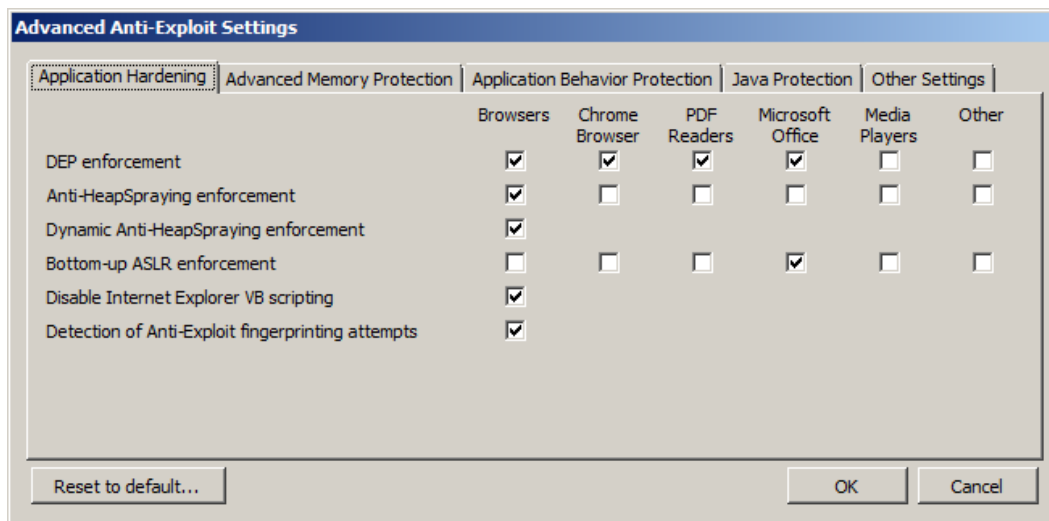 Advanced Anti-Exploit Settings
Application Hardening Advanced Memory Protection Application Behavior Protection Java Protection Other Settings
Browsers Chrome Browser PDF Readers Microsoft Office Media Players Other
DEP enforcement
Anti-HeapSpraying enforcement
Dynamic Anti-HeapSpraying enforcement
Bottom-up ASLR enforcement
Disable Internet Explorer VB scripting
Detection of Anti-Exploit fingerprinting attempts
Reset to default... OK Cancel